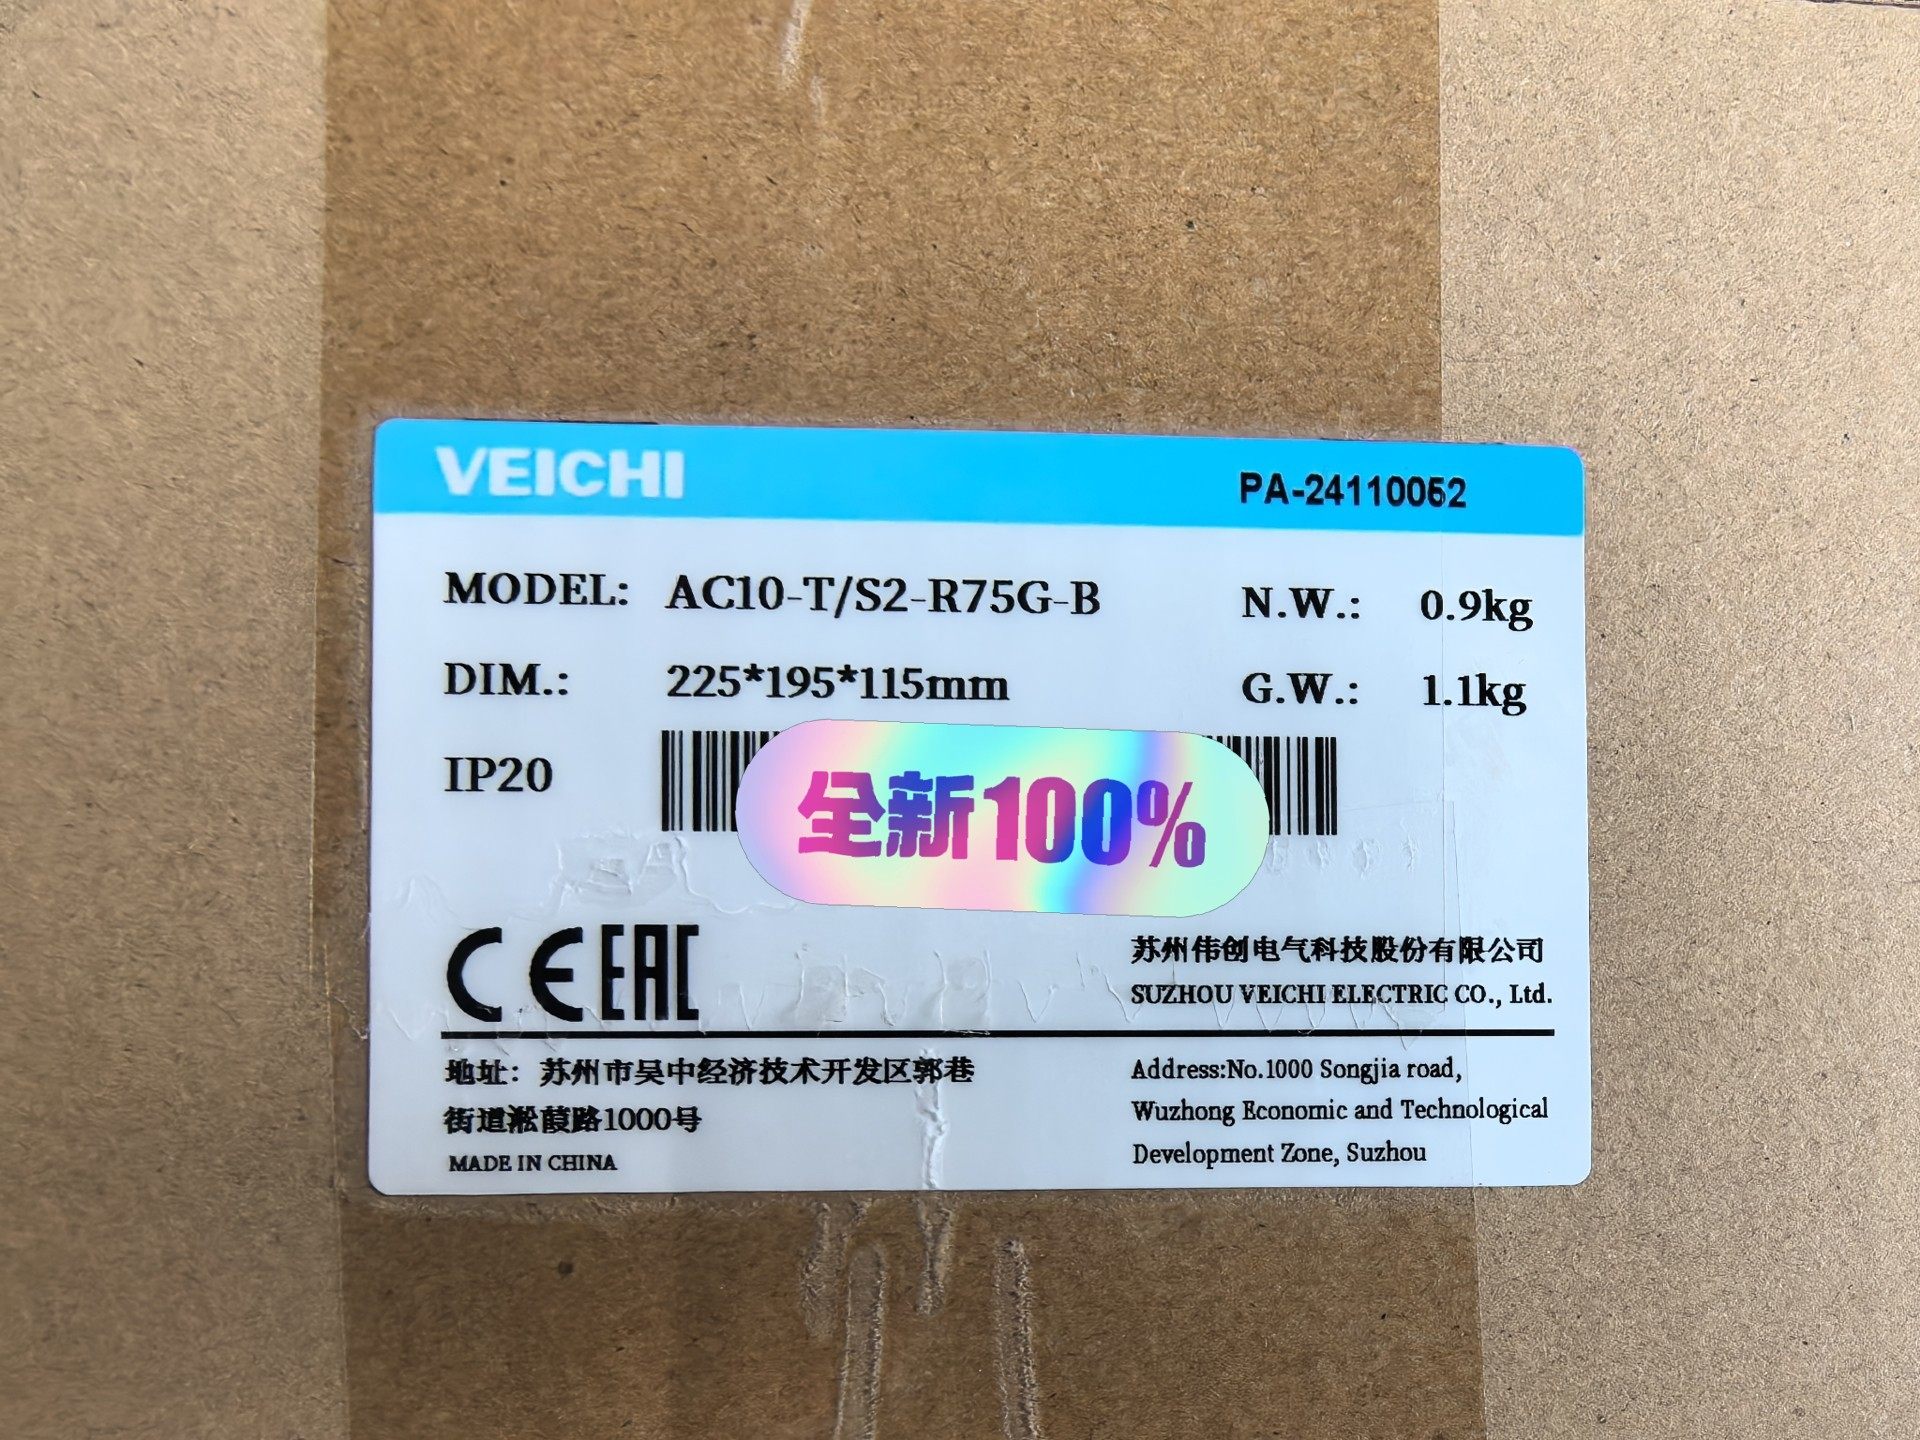 VEICHI
PA-24110052
MODEL: AC10-T/S2-R75G-B
N.W.: 0.9kg
DIM.: 225*195*115mm
G.W.: 1.1kg
IP20
全新100%
CE EAC
苏州伟创电气科技股份有限公司
SUZHOU VEICHI ELECTRIC CO., Ltd.
地址：苏州市吴中经济技术开发区郭巷
街道淞葭路1000号
MADE IN CHINA
Address:No.1000 Songjia road,
Wuzhong Economic and Technological
Development Zone, Suzhou